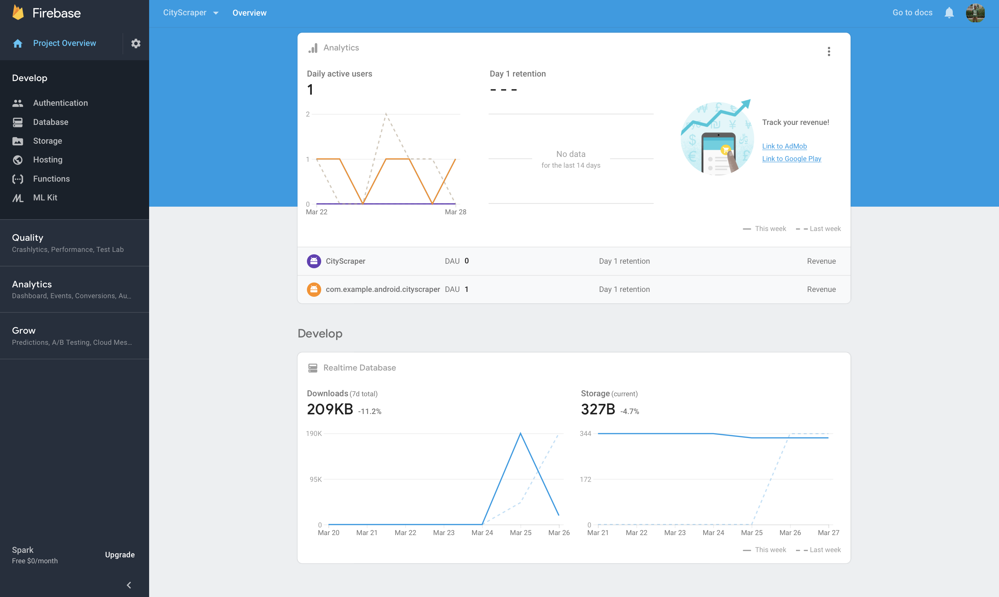 Firebase
Project Overview
Develop
Authentication
Database
Storage
Hosting
Functions
ML Kit
Quality
Crashlytics, Performance, Test Lab
Analytics
Dashboard, Events, Conversions, Au...
Grow
Predictions, A/B Testing, Cloud Mes...
Spark
Free $0/month
Upgrade
CityScraper
Overview
Go to docs
Analytics
Daily active users
1
2
1
0
Mar 22
Mar 28
Day 1 retention
- - -
No data
for the last 14 days
Track your revenue!
Link to AdMob
Link to Google Play
This week
Last week
CityScraper DAU 0 Day 1 retention Revenue
com.example.android.cityscraper DAU 1 Day 1 retention Revenue
Develop
Realtime Database
Downloads (7d total)
209KB -11.2%
190K
95K
0
Mar 20 Mar 21 Mar 22 Mar 23 Mar 24 Mar 25 Mar 26
Storage (current)
327B -4.7%
344
172
0
Mar 21 Mar 22 Mar 23 Mar 24 Mar 25 Mar 26 Mar 27
This week
Last week